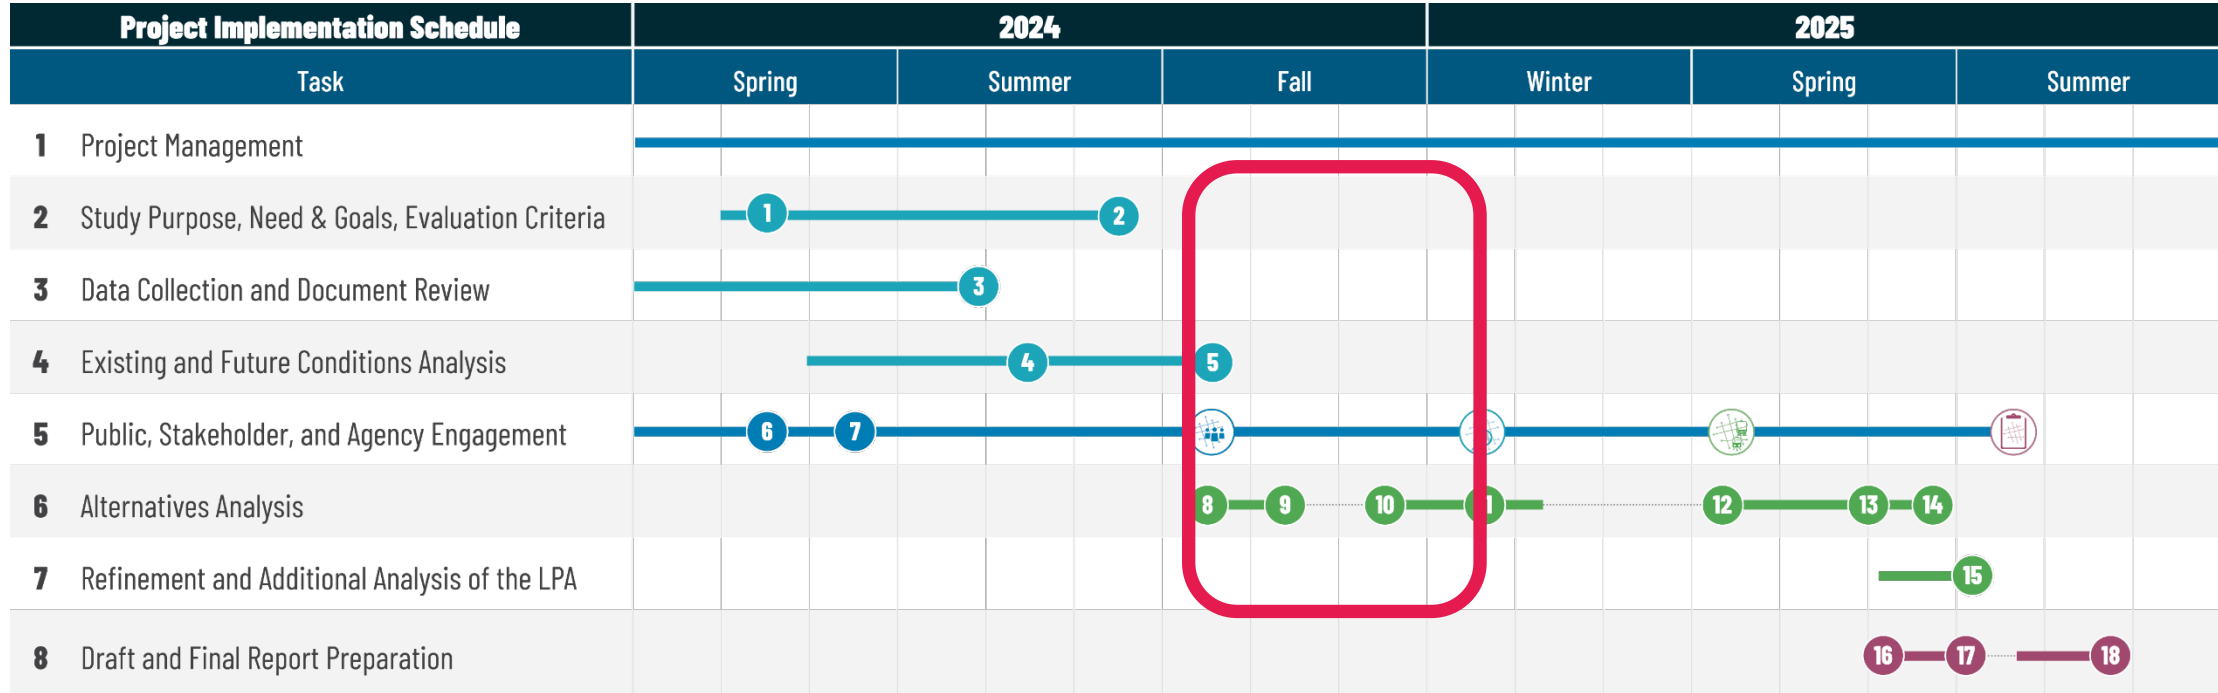 Project Implementation Schedule 2024 2025
Task Spring Summer Fall Winter Spring Summer
1 Project Management
2 Study Purpose, Need & Goals, Evaluation Criteria 1 2
3 Data Collection and Document Review 3
4 Existing and Future Conditions Analysis 4 5
5 Public, Stakeholder, and Agency Engagement 6 7
6 Alternatives Analysis 8 9 10 12 13 14
7 Refinement and Additional Analysis of the LPA 15
8 Draft and Final Report Preparation 16 17 18